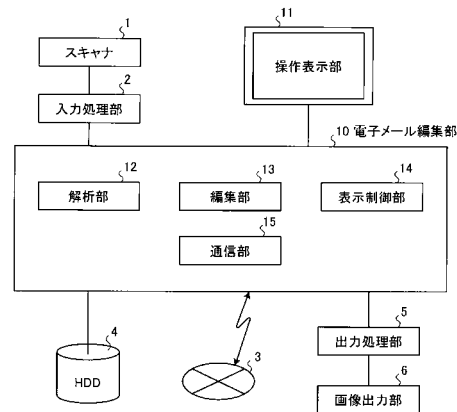 1
スキャナ
2
入力処理部
11
操作表示部
10 電子メール編集部
12
解析部
13
編集部
14
表示制御部
15
通信部
4
HDD
3
5
出力処理部
6
画像出力部